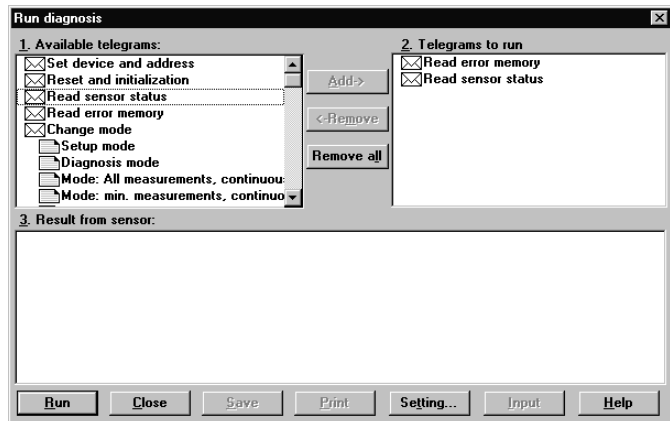 Run diagnosis
1. Available telegrams:
Set device and address
Reset and initialization
Read sensor status
Read error memory
Change mode
Setup mode
Diagnosis mode
Mode: All measurements, continuou
Mode: min. measurements, continuo
Add->
<-Remove
Remove all
2. Telegrams to run
Read error memory
Read sensor status
3. Result from sensor:
Run
Close
Save
Print
Setting...
Input
Help